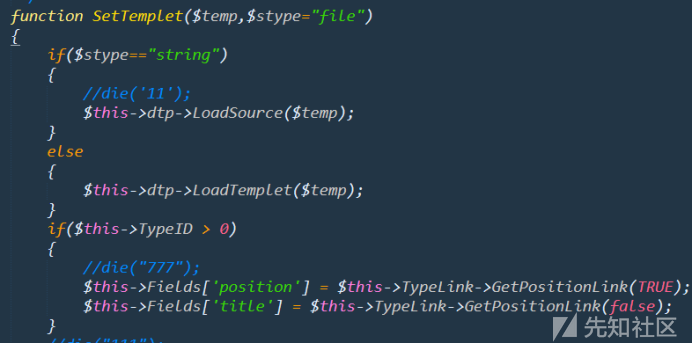 function SetTemplet($temp,$stype="file")
{
    if($stype=="string")
    {
        //die('11');
        $this->dtp->LoadSource($temp);
    }
    else
    {
        $this->dtp->LoadTemplet($temp);
    }
    if($this->TypeID > 0)
    {
        //die("777");
        $this->Fields['position'] = $this->TypeLink->GetPositionLink(TRUE);
        $this->Fields['title'] = $this->TypeLink->GetPositionLink(false);
    }
    //die("111");
先知社区